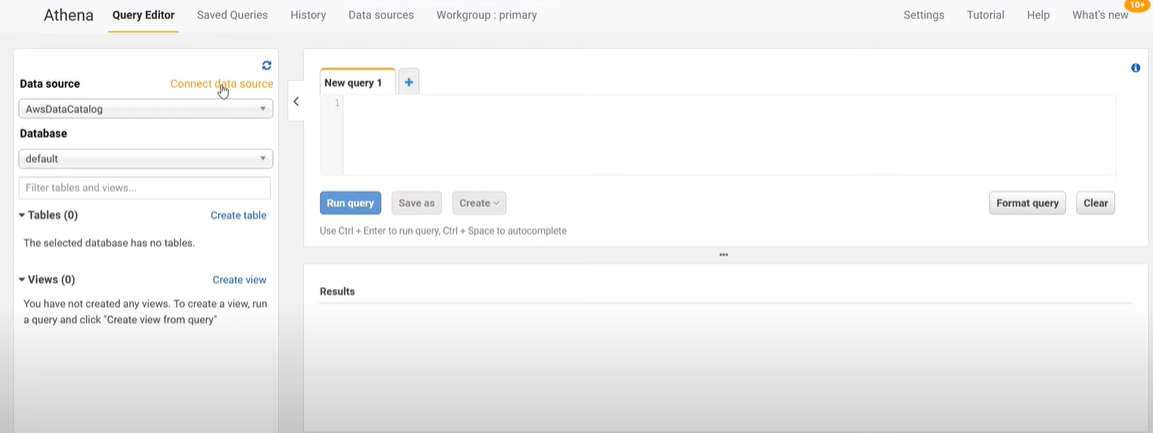 Athena Query Editor Saved Queries History Data sources Workgroup : primary Settings Tutorial Help What's new 10+
Data source Connect data source
AwsDataCatalog
Database
default
Filter tables and views...
Tables (0) Create table
The selected database has no tables.
Views (0) Create view
You have not created any views. To create a view, run
a query and click "Create view from query"
New query 1
1
Run query Save as Create Format query Clear
Use Ctrl + Enter to run query, Ctrl + Space to autocomplete
Results